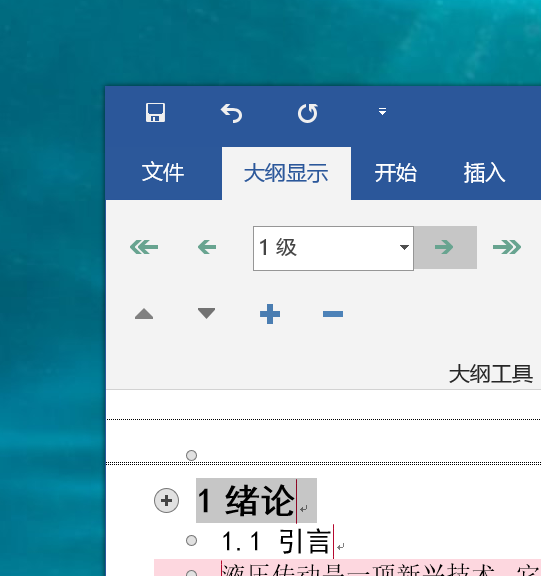 文件 大纲显示 开始 插入
1 级
大纲工具
1 绪论
1.1 引言
液压传动是一项新兴技术，它